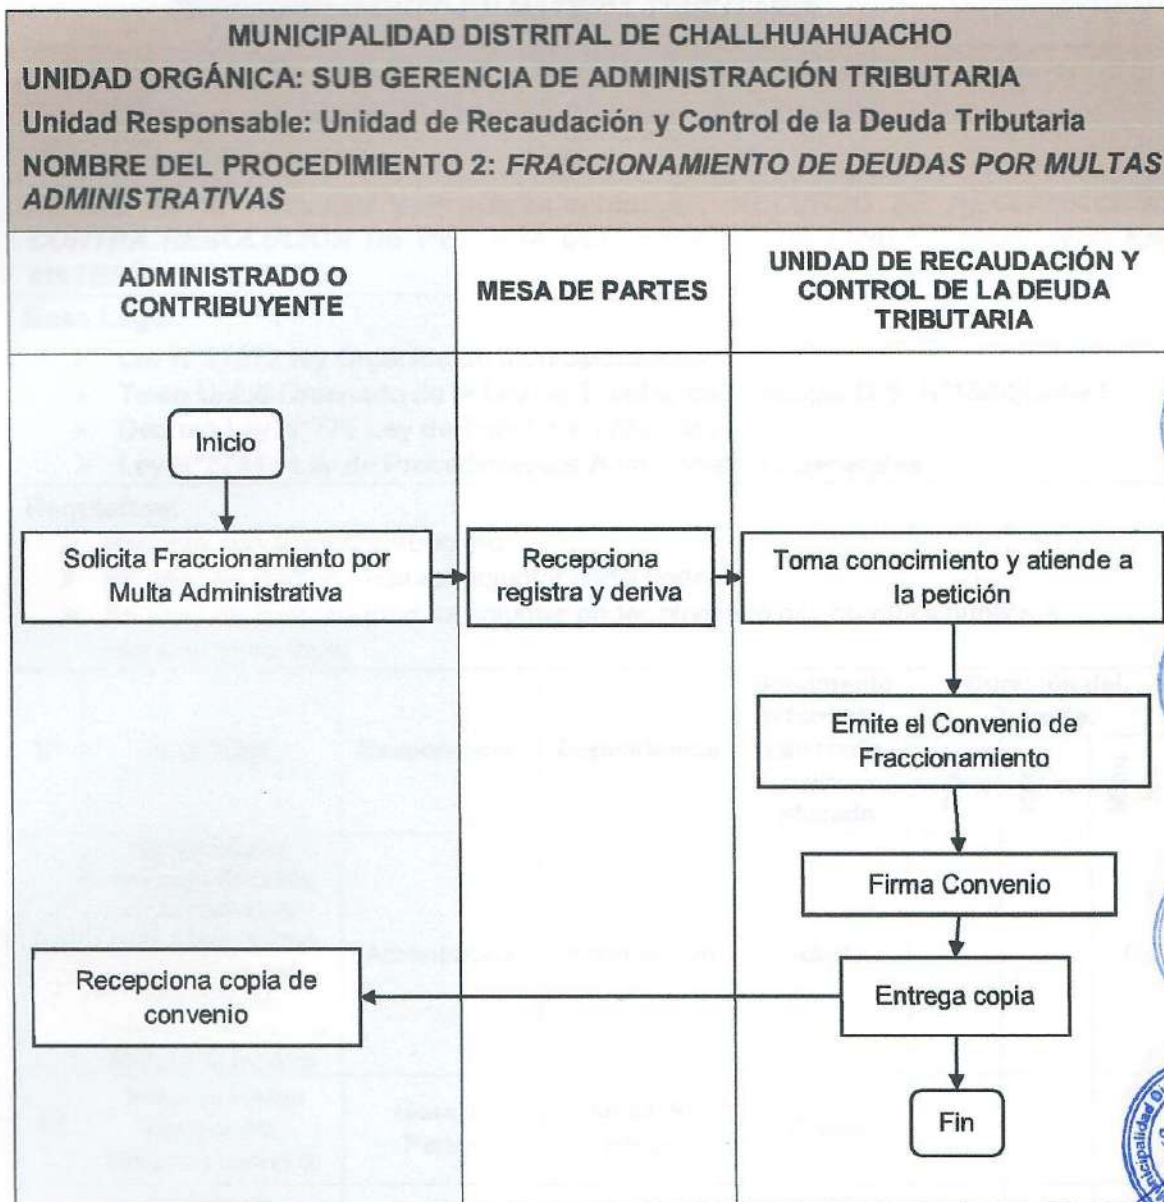 MUNICIPALIDAD DISTRITAL DE CHALLHUAHUACHO
UNIDAD ORGÁNICA: SUB GERENCIA DE ADMINISTRACIÓN TRIBUTARIA
Unidad Responsable: Unidad de Recaudación y Control de la Deuda Tributaria
NOMBRE DEL PROCEDIMIENTO 2: FRACCIONAMIENTO DE DEUDAS POR MULTAS
ADMINISTRATIVAS
ADMINISTRADO O
CONTRIBUYENTE
MESA DE PARTES
UNIDAD DE RECAUDACIÓN Y
CONTROL DE LA DEUDA
TRIBUTARIA
Inicio
Solicita Fraccionamiento por
Multa Administrativa
Recepciona
registra y deriva
Toma conocimiento y atiende a
la petición
Emite el Convenio de
Fraccionamiento
Firma Convenio
Entrega copia
Recepciona copia de
convenio
Fin